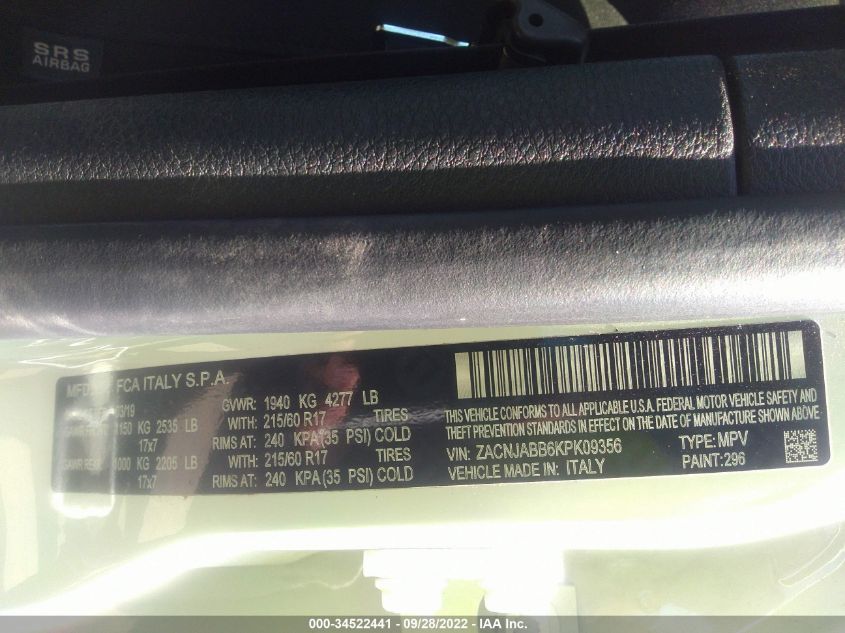 SRS
AIRBAG
FCA ITALY S.P.A.
GVWR: 1940 KG 4277 LB
1150 KG 2535 LB
WITH: 215/60 R17 TIRES
17x7
RIMS AT: 240 KPA(35 PSI) COLD
GAWR REAR: 1000 KG 2205 LB
WITH: 215/60 R17 TIRES
17x7
RIMS AT: 240 KPA(35 PSI) COLD
THIS VEHICLE CONFORMS TO ALL APPLICABLE U.S.A. FEDERAL MOTOR VEHICLE SAFETY AND
THEFT PREVENTION STANDARDS IN EFFECT ON THE DATE OF MANUFACTURE SHOWN ABOVE.
VIN: ZACNJABB6KPK09356 TYPE: MPV
VEHICLE MADE IN: ITALY PAINT:296
000-34522441 - 09/28/2022 - IAA Inc.